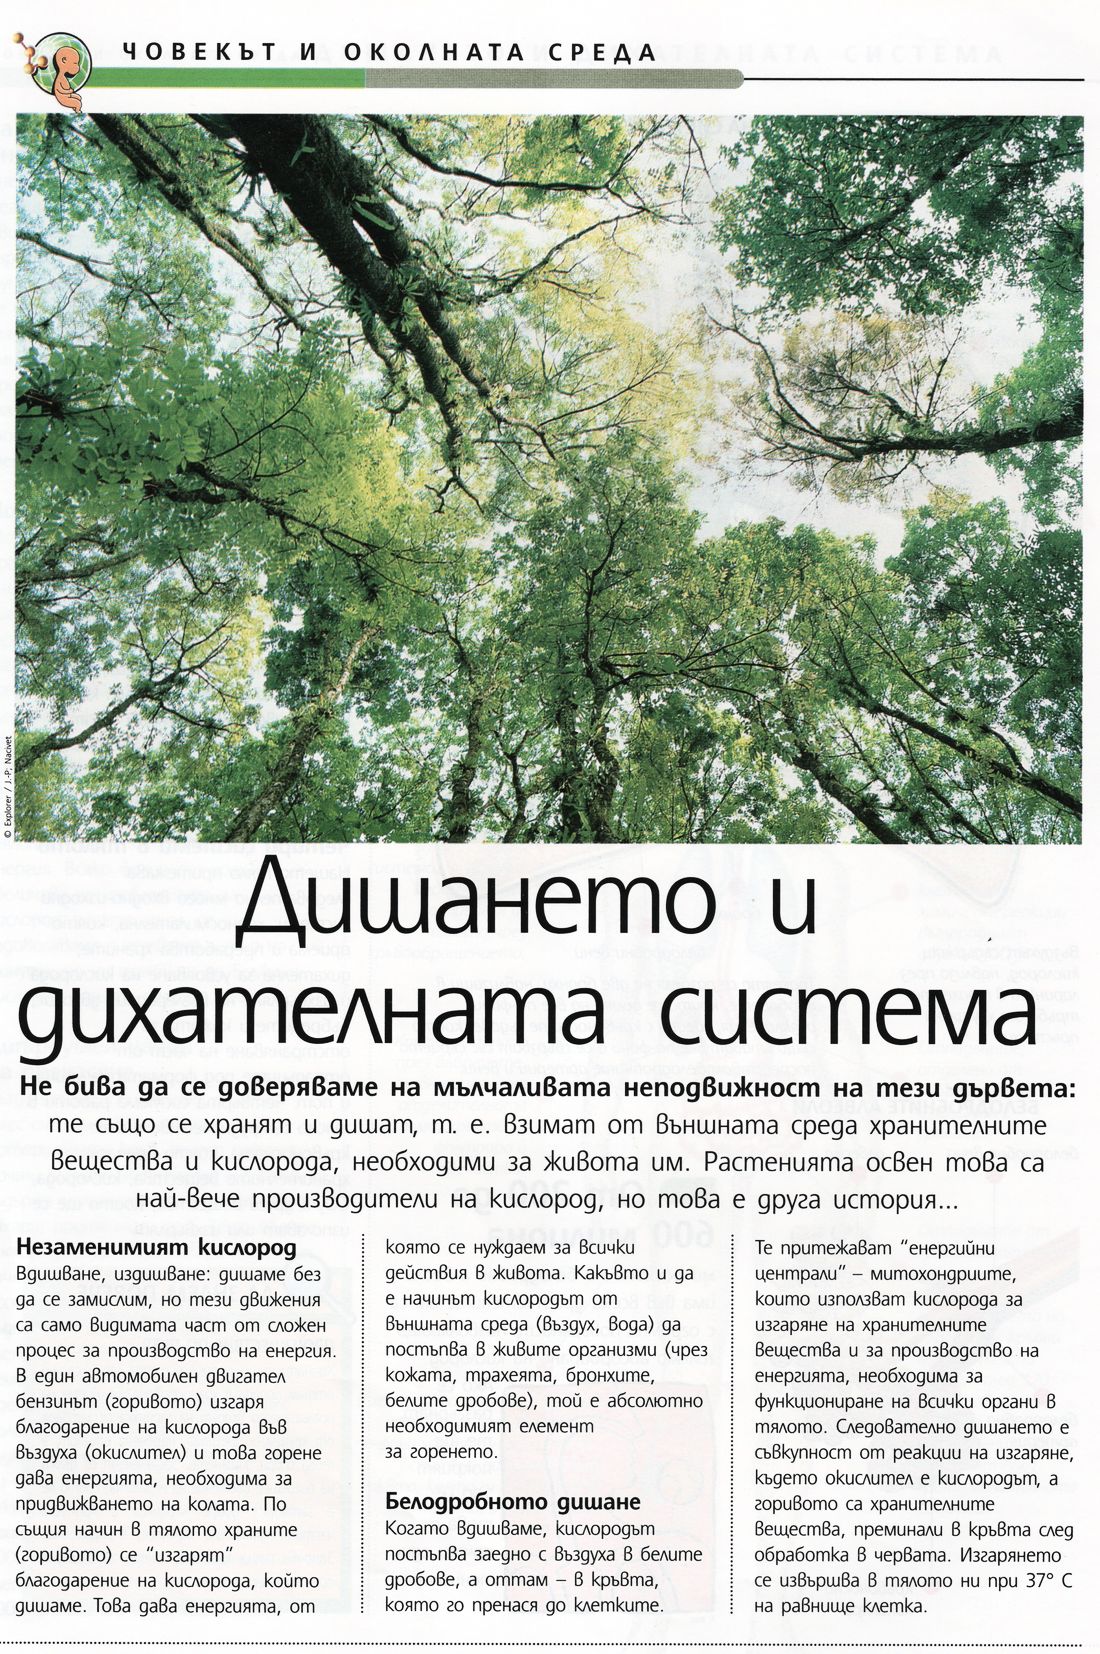 ЧОВЕКЪТ И ОКОЛНАТА СРЕДА
© Explorer / J.-P. Nacivet
Дишането и
дихателната система
Не бива да се доверяваме на мълчаливата неподвижност на тези дървета:
те също се хранят и дишат, т. е. взимат от външната среда хранителните
вещества и кислорода, необходими за живота им. Растенията освен това са
най-вече производители на кислород, но това е друга история...
Незаменимият кислород
Вдишване, издишване: дишаме без
да се замислим, но тези движения
са само видимата част от сложен
процес за производство на енергия.
В един автомобилен двигател
бензинът (горивото) изгаря
благодарение на кислорода във
въздуха (окислител) и това горене
дава енергията, необходима за
придвижването на колата. По
същия начин в тялото храните
(горивото) се “изгарят”
благодарение на кислорода, който
дишаме. Това дава енергията, от
която се нуждаем за всички
действия в живота. Какъвто и да
е начинът кислородът от
външната среда (въздух, вода) да
постъпва в живите организми (чрез
кожата, трахеята, бронхите,
белите дробове), той е абсолютно
необходимият елемент
за горенето.
Белодробното дишане
Когато вдишваме, кислородът
постъпва заедно с въздуха в белите
дробове, а оттам – в кръвта,
която го пренася до клетките.
Те притежават “енергийни
централи” – митохондриите,
които използват кислорода за
изгаряне на хранителните
вещества и за производство на
енергията, необходима за
функциониране на всички органи в
тялото. Следователно дишането е
съвкупност от реакции на изгаряне,
където окислител е кислородът, а
горивото са хранителните
вещества, преминали в кръвта след
обработка в червата. Изгарянето
се извършва в тялото ни при 37° С
на равнище клетка.